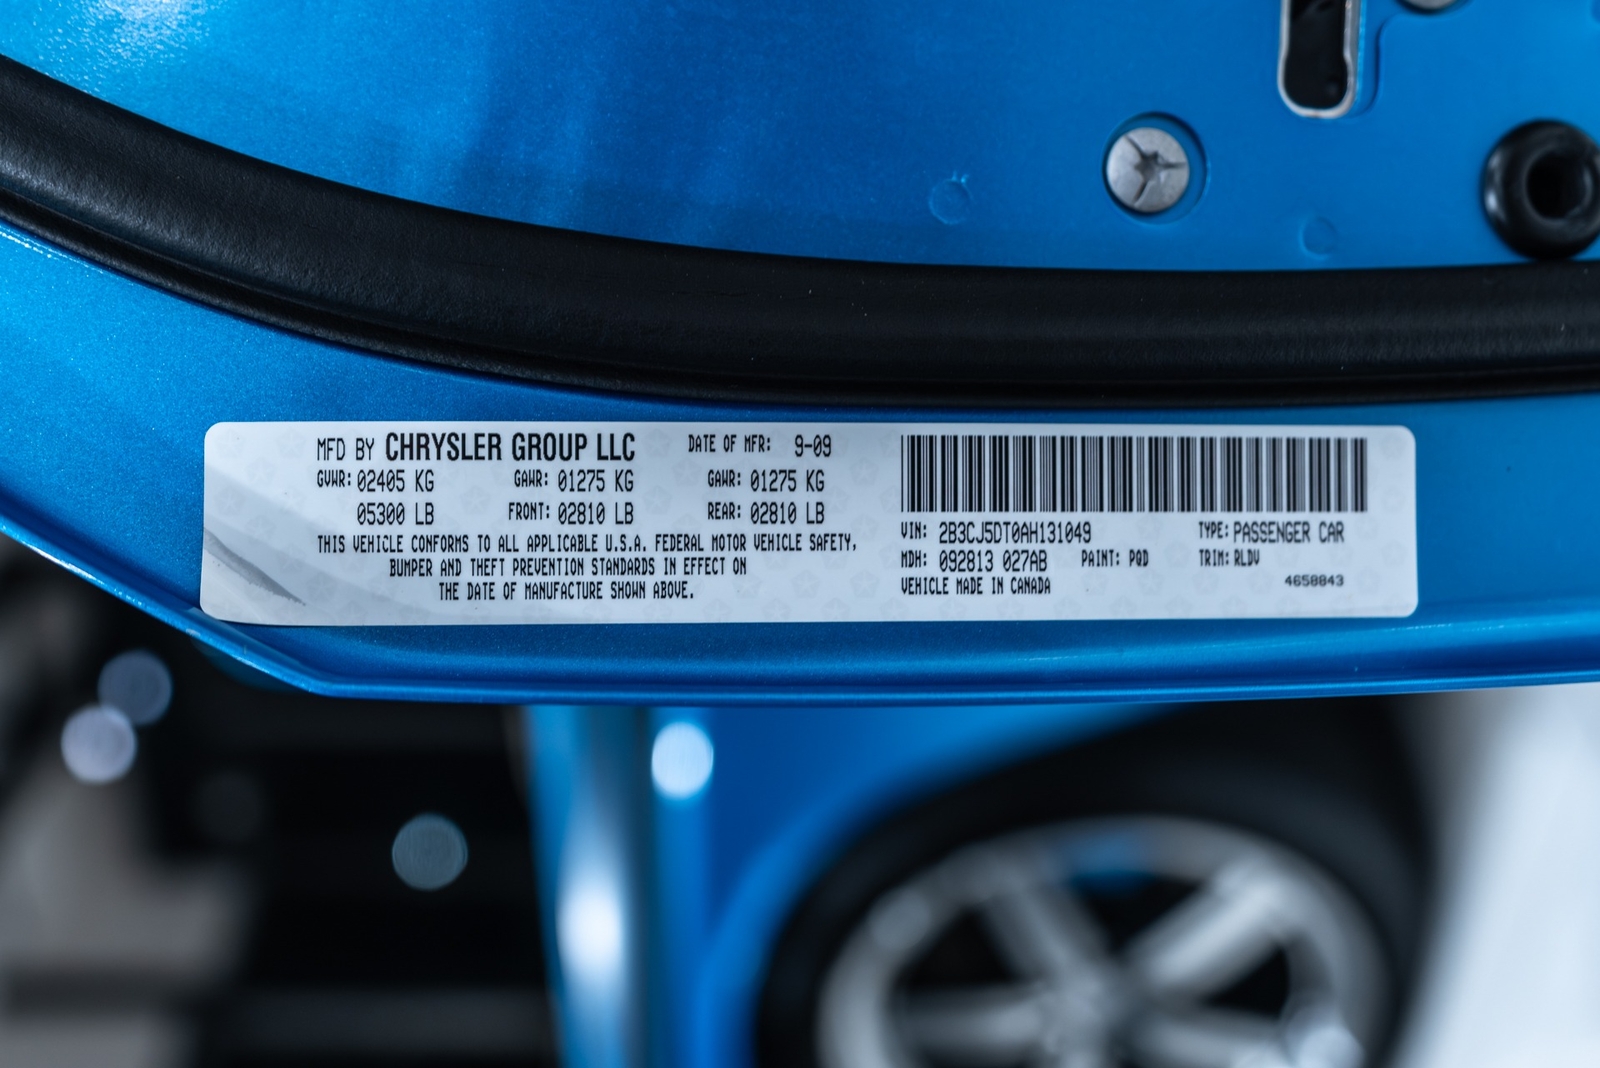 MFD BY CHRYSLER GROUP LLC DATE OF MFR: 9-09
GVWR: 02405 KG GAWR: 01275 KG GAWR: 01275 KG
05300 LB FRONT: 02810 LB REAR: 02810 LB
THIS VEHICLE CONFORMS TO ALL APPLICABLE U.S.A. FEDERAL MOTOR VEHICLE SAFETY,
BUMPER AND THEFT PREVENTION STANDARDS IN EFFECT ON
THE DATE OF MANUFACTURE SHOWN ABOVE.
VIN: 2B3CJ5DT0AH131049 TYPE: PASSENGER CAR
MDH: 092813 027AB PAINT: PQD TRIM: RLDV
VEHICLE MADE IN CANADA 4658843